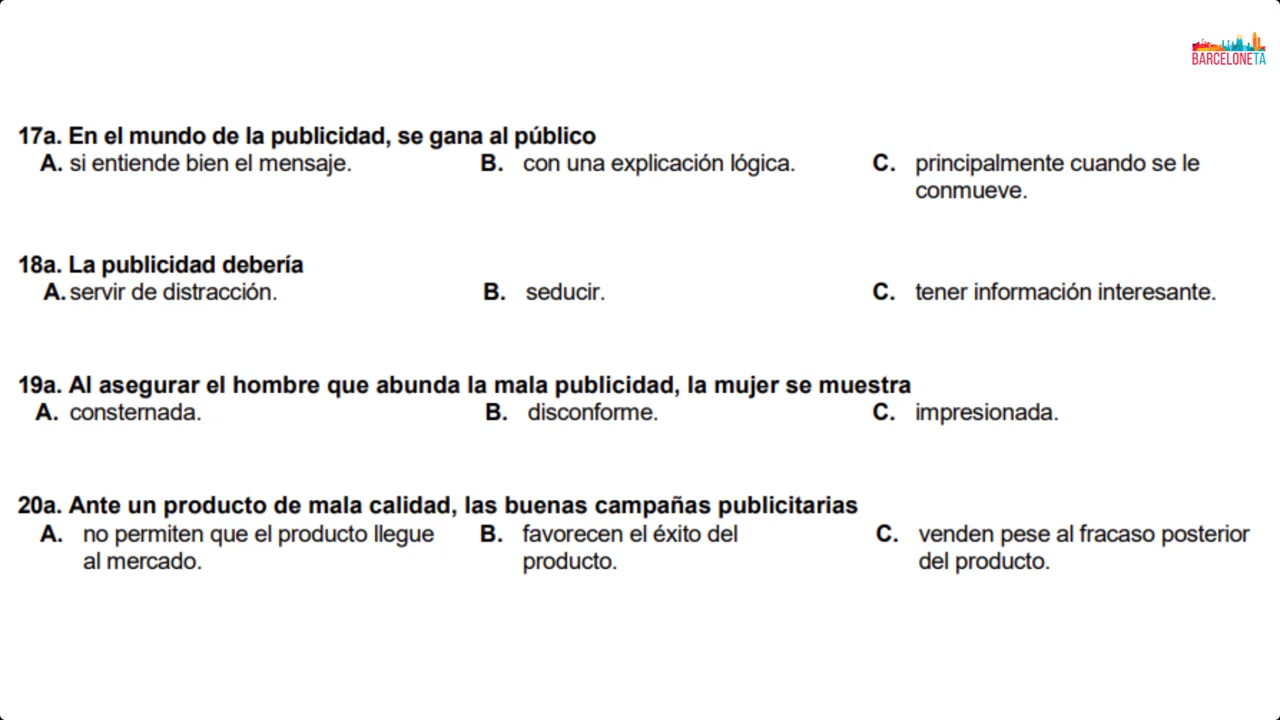 BARCELONETA
17a. En el mundo de la publicidad, se gana al público
A. si entiende bien el mensaje. B. con una explicación lógica. C. principalmente cuando se le
conmueve.
18a. La publicidad debería
A. servir de distracción. B. seducir. C. tener información interesante.
19a. Al asegurar el hombre que abunda la mala publicidad, la mujer se muestra
A. consternada. B. disconforme. C. impresionada.
20a. Ante un producto de mala calidad, las buenas campañas publicitarias
A. no permiten que el producto llegue B. favorecen el éxito del C. venden pese al fracaso posterior
al mercado. producto. del producto.